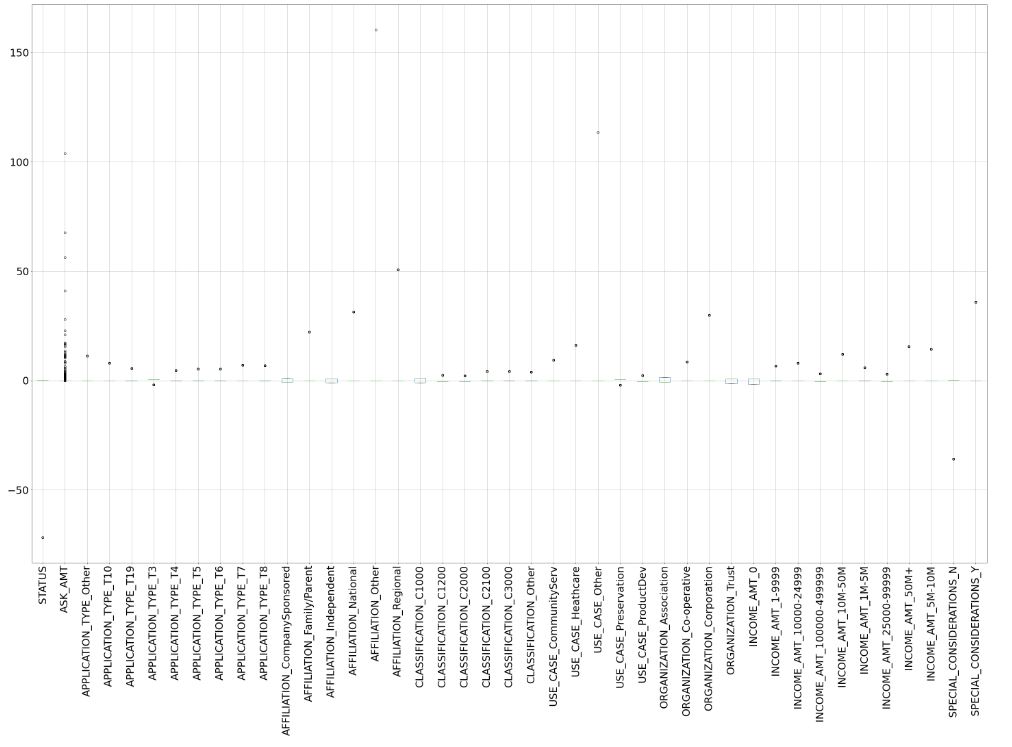 150
100
50
0
−50
STATUS
ASK_AMT
APPLICATION_TYPE_Other
APPLICATION_TYPE_T10
APPLICATION_TYPE_T19
APPLICATION_TYPE_T3
APPLICATION_TYPE_T4
APPLICATION_TYPE_T5
APPLICATION_TYPE_T6
APPLICATION_TYPE_T7
APPLICATION_TYPE_T8
AFFILIATION_CompanySponsored
AFFILIATION_Family/Parent
AFFILIATION_Independent
AFFILIATION_National
AFFILIATION_Other
AFFILIATION_Regional
CLASSIFICATION_C1000
CLASSIFICATION_C1200
CLASSIFICATION_C2000
CLASSIFICATION_C2100
CLASSIFICATION_C3000
CLASSIFICATION_Other
USE_CASE_CommunityServ
USE_CASE_Heathcare
USE_CASE_Other
USE_CASE_Preservation
USE_CASE_ProductDev
ORGANIZATION_Association
ORGANIZATION_Co-operative
ORGANIZATION_Corporation
ORGANIZATION_Trust
INCOME_AMT_0
INCOME_AMT_1-9999
INCOME_AMT_10000-24999
INCOME_AMT_100000-499999
INCOME_AMT_10M-50M
INCOME_AMT_1M-5M
INCOME_AMT_25000-99999
INCOME_AMT_50M+
INCOME_AMT_5M-10M
SPECIAL_CONSIDERATIONS_N
SPECIAL_CONSIDERATIONS_Y